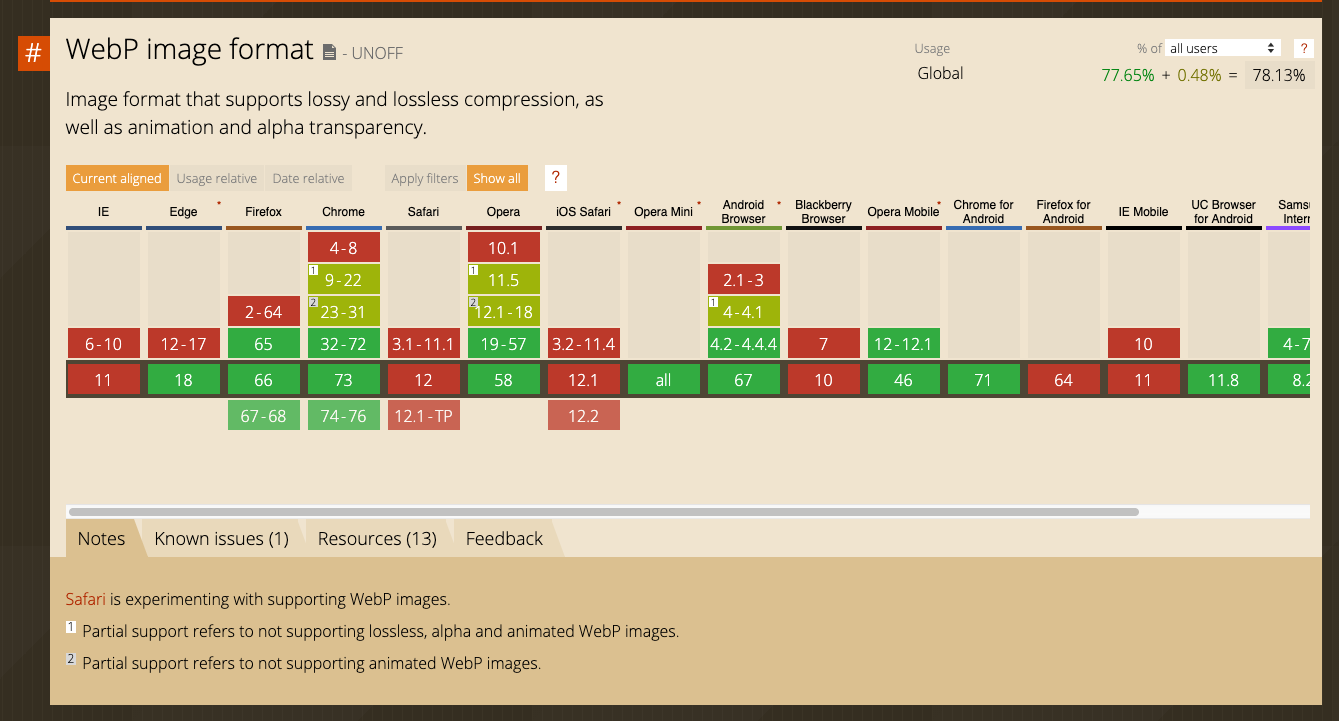 #
WebP image format - UNOFF
Usage % of all users ?
Global 77.65% + 0.48% = 78.13%
Image format that supports lossy and lossless compression, as
well as animation and alpha transparency.
Current aligned Usage relative Date relative Apply filters Show all ?
IE Edge * Firefox Chrome Safari Opera iOS Safari * Opera Mini * Android Browser * Blackberry Browser Opera Mobile * Chrome for Android Firefox for Android IE Mobile UC Browser for Android
4-8 10.1
1 9-22 1 11.5 2.1-3
2-64 2 23-31 2 12.1-18 1 4-4.1
6-10 12-17 65 32-72 3.1-11.1 19-57 3.2-11.4 4.2-4.4.4 7 12-12.1 10 4-7
11 18 66 73 12 58 12.1 all 67 10 46 71 64 11 11.8 8.2
67-68 74-76 12.1-TP 12.2
Notes Known issues (1) Resources (13) Feedback
Safari is experimenting with supporting WebP images.
1 Partial support refers to not supporting lossless, alpha and animated WebP images.
2 Partial support refers to not supporting animated WebP images.